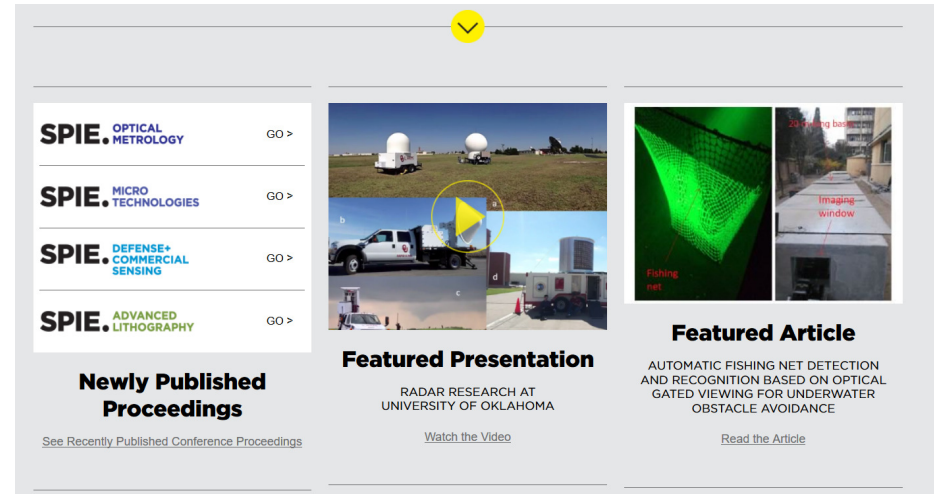 SPIE. OPTICAL
METROLOGY
GO >
SPIE. MICRO
TECHNOLOGIES
GO >
SPIE. DEFENSE+
COMMERCIAL
SENSING
GO >
SPIE. ADVANCED
LITHOGRAPHY
GO >
Newly Published
Proceedings
See Recently Published Conference Proceedings
a
b
c
d
Featured Presentation
RADAR RESEARCH AT
UNIVERSITY OF OKLAHOMA
Watch the Video
Imaging
window
Fishing
net
Featured Article
AUTOMATIC FISHING NET DETECTION
AND RECOGNITION BASED ON OPTICAL
GATED VIEWING FOR UNDERWATER
OBSTACLE AVOIDANCE
Read the Article